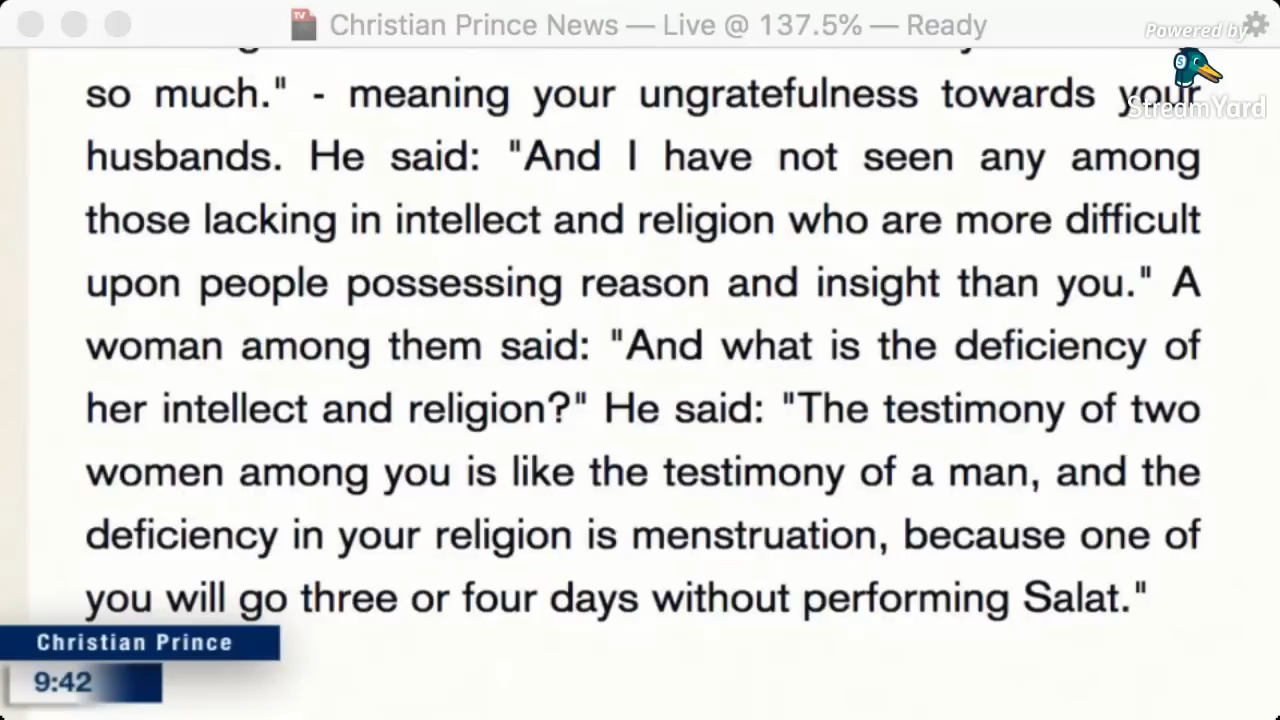 Christian Prince News — Live @ 137.5% — Ready
Powered by
StreamYard
so much." - meaning your ungratefulness towards your
husbands. He said: "And I have not seen any among
those lacking in intellect and religion who are more difficult
upon people possessing reason and insight than you." A
woman among them said: "And what is the deficiency of
her intellect and religion?" He said: "The testimony of two
women among you is like the testimony of a man, and the
deficiency in your religion is menstruation, because one of
you will go three or four days without performing Salat."
Christian Prince
9:42